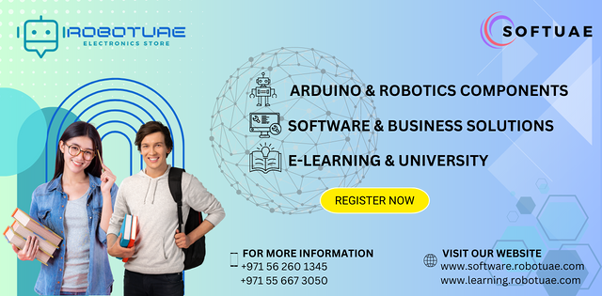 IROBOTUAE
ELECTRONICS STORE
SOFTUAE
ARDUINO & ROBOTICS COMPONENTS
SOFTWARE & BUSINESS SOLUTIONS
E-LEARNING & UNIVERSITY
REGISTER NOW
FOR MORE INFORMATION
+971 56 260 1345
+971 55 667 3050
VISIT OUR WEBSITE
www.software.robotuae.com
www.learning.robotuae.com